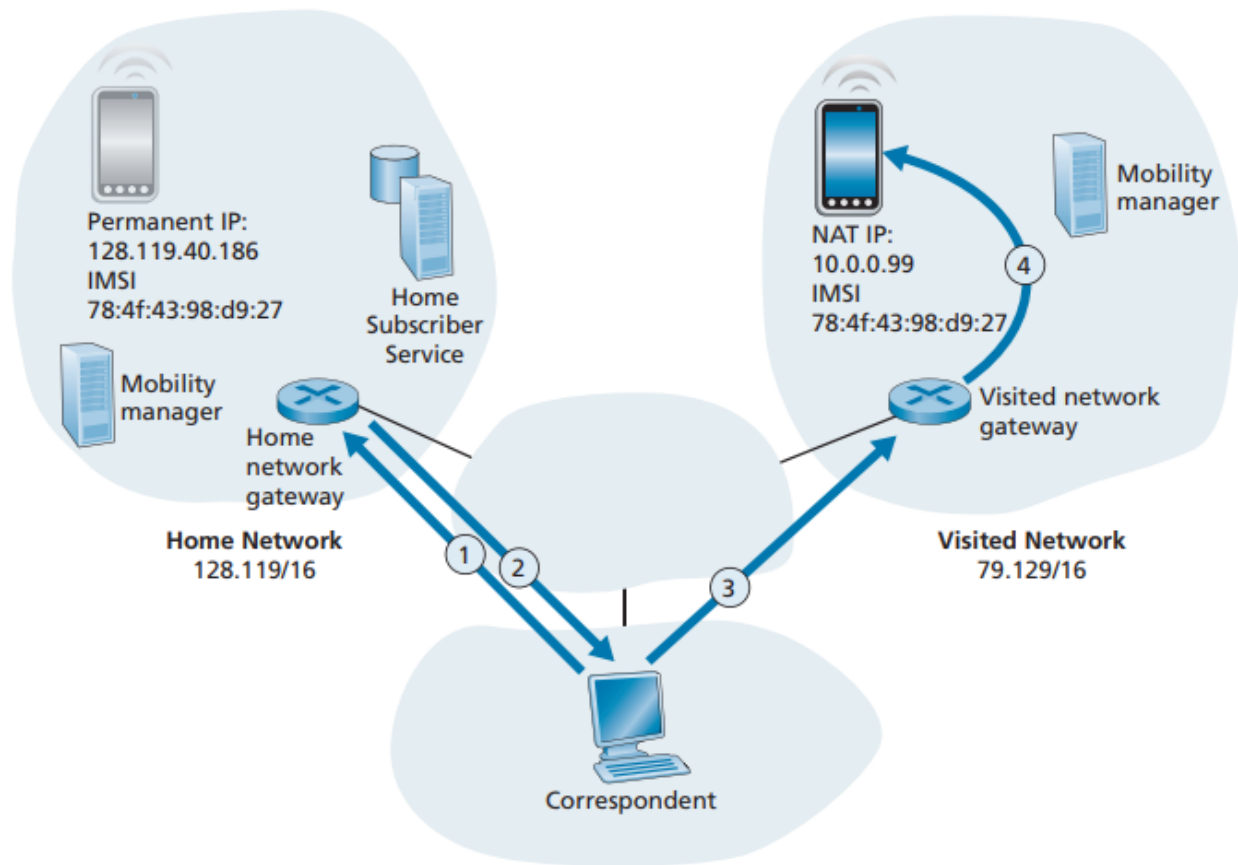 Permanent IP:
128.119.40.186
IMSI
78:4f:43:98:d9:27
Home
Subscriber
Service
Mobility
manager
Home
network
gateway
Home Network
128.119/16
1
2
3
4
NAT IP:
10.0.0.99
IMSI
78:4f:43:98:d9:27
Mobility
manager
Visited network
gateway
Visited Network
79.129/16
Correspondent